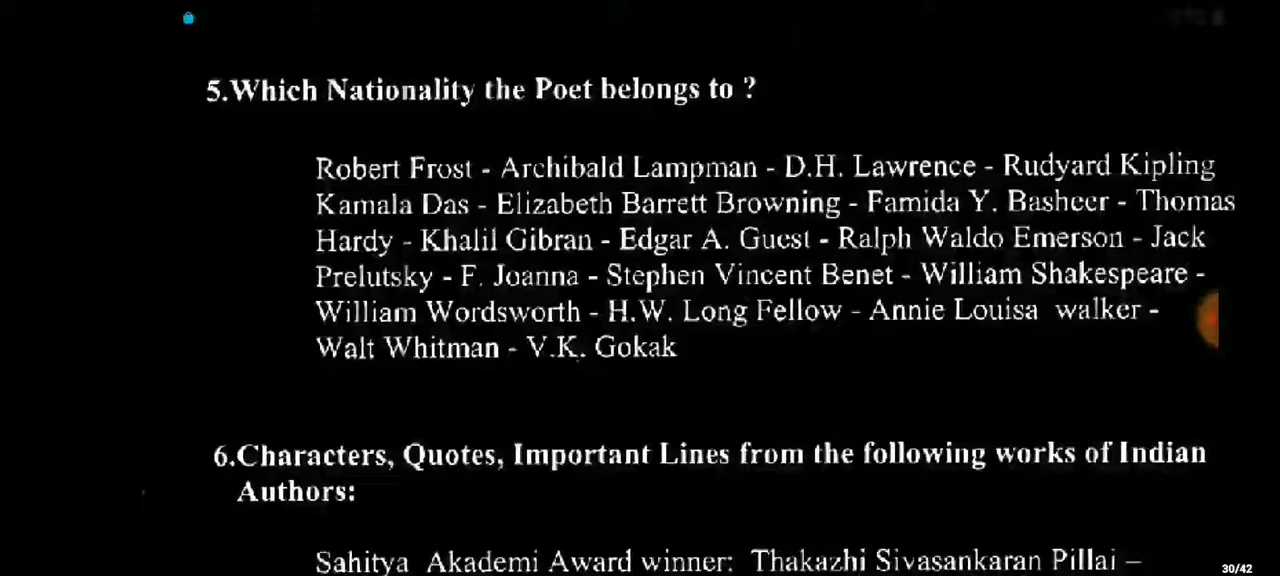 5.Which Nationality the Poet belongs to ?
Robert Frost - Archibald Lampman - D.H. Lawrence - Rudyard Kipling
Kamala Das - Elizabeth Barrett Browning - Famida Y. Basheer - Thomas
Hardy - Khalil Gibran - Edgar A. Guest - Ralph Waldo Emerson - Jack
Prelutsky - F. Joanna - Stephen Vincent Benet - William Shakespeare -
William Wordsworth - H.W. Long Fellow - Annie Louisa walker -
Walt Whitman - V.K. Gokak
6.Characters, Quotes, Important Lines from the following works of Indian
Authors:
Sahitya Akademi Award winner: Thakazhi Sivasankaran Pillai –
30/42